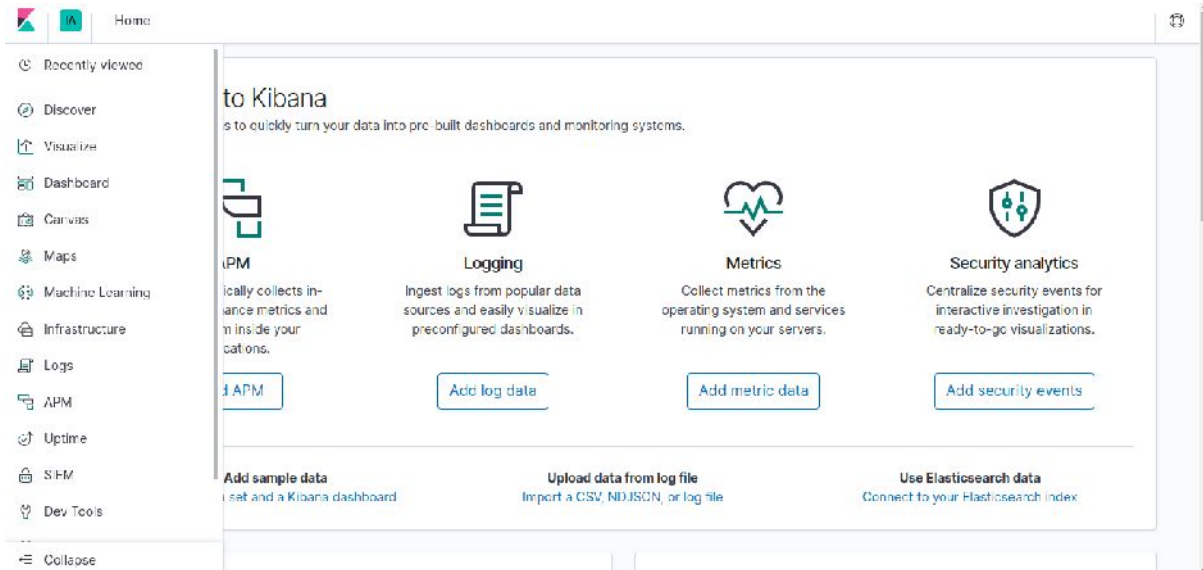 IA Home
Recently viewed
Discover
Visualize
Dashboard
Canvas
Maps
Machine Learning
Infrastructure
Logs
APM
Uptime
SIEM
Dev Tools
Collapse
to Kibana
s to quickly turn your data into pre-built dashboards and monitoring systems.
APM
ically collects in-
ance metrics and
m inside your
cations.
d APM
Logging
Ingest logs from popular data
sources and easily visualize in
preconfigured dashboards.
Add log data
Metrics
Collect metrics from the
operating system and services
running on your servers.
Add metric data
Security analytics
Centralize security events for
interactive investigation in
ready-to-go visualizations.
Add security events
Add sample data
set and a Kibana dashboard
Upload data from log file
Import a CSV, NDJSON, or log file
Use Elasticsearch data
Connect to your Elasticsearch index